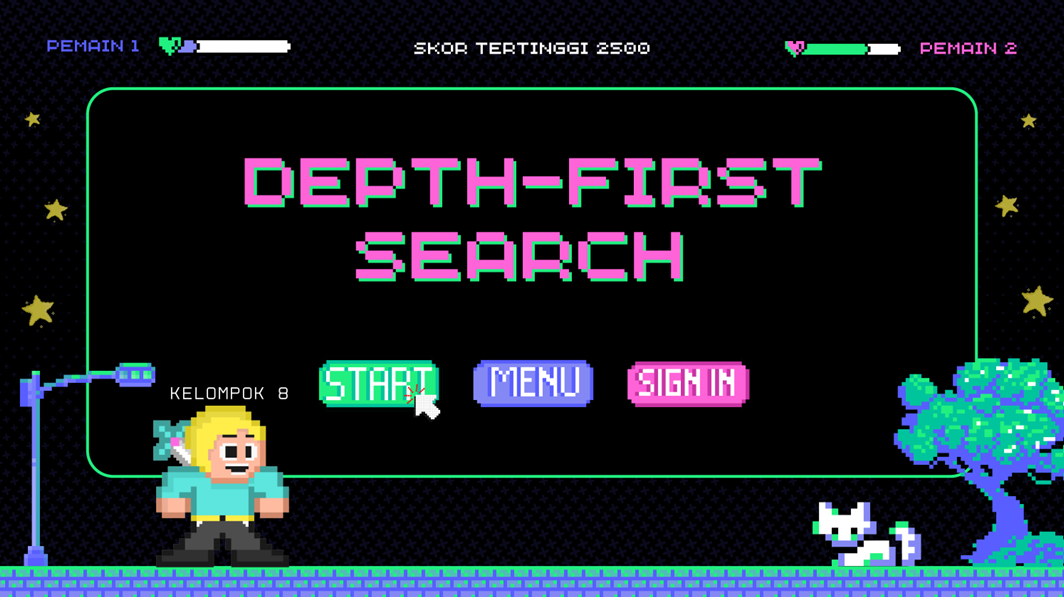 PEMAIN 1
SKOR TERTINGGI 2500
PEMAIN 2
DEPTH-FIRST
SEARCH
KELOMPOK 8
START
MENU
SIGN IN